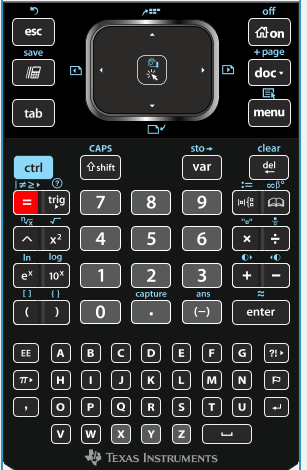 off
esc on
save + page
doc
tab menu
CAPS sto clear
ctrl shift var del
| ≠ ≥ ? := ∞β°
= trig 7 8 9
ⁿ√x √
^ x² 4 5 6 × ÷
ln log
eˣ 10ˣ 1 2 3 + −
[ ] { } capture ans ≈
( ) 0 . (−) enter
EE A B C D E F G ?!
π H I J K L M N
, O P Q R S T U
V W X Y Z
TEXAS INSTRUMENTS